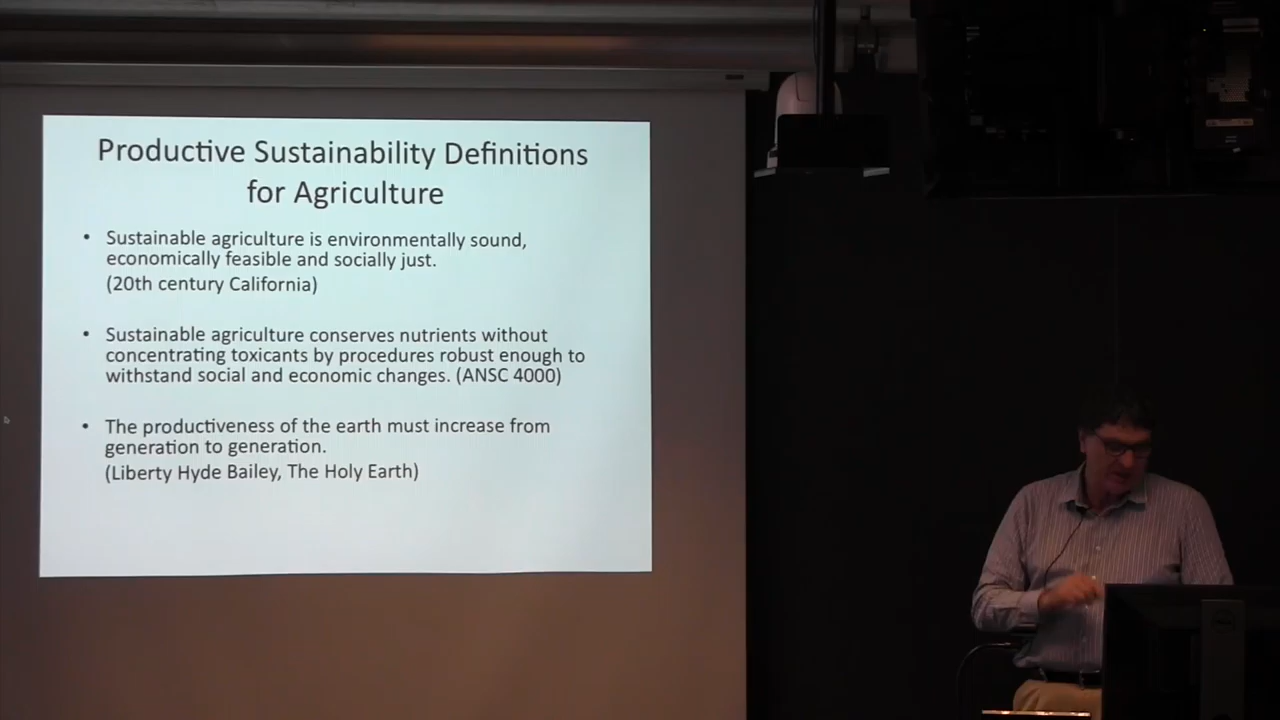 Productive Sustainability Definitions
for Agriculture
• Sustainable agriculture is environmentally sound,
economically feasible and socially just.
(20th century California)
• Sustainable agriculture conserves nutrients without
concentrating toxicants by procedures robust enough to
withstand social and economic changes. (ANSC 4000)
• The productiveness of the earth must increase from
generation to generation.
(Liberty Hyde Bailey, The Holy Earth)